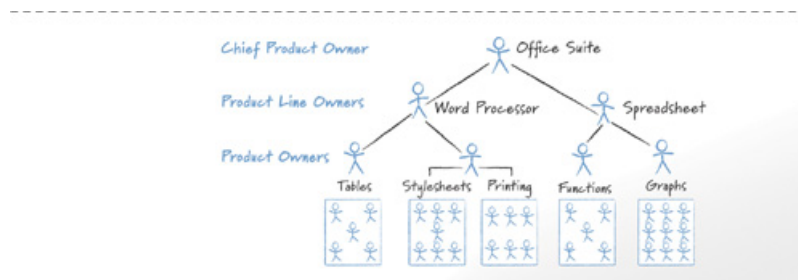 Chief Product Owner Office Suite
Product Line Owners Word Processor Spreadsheet
Product Owners
Tables Stylesheets Printing Functions Graphs